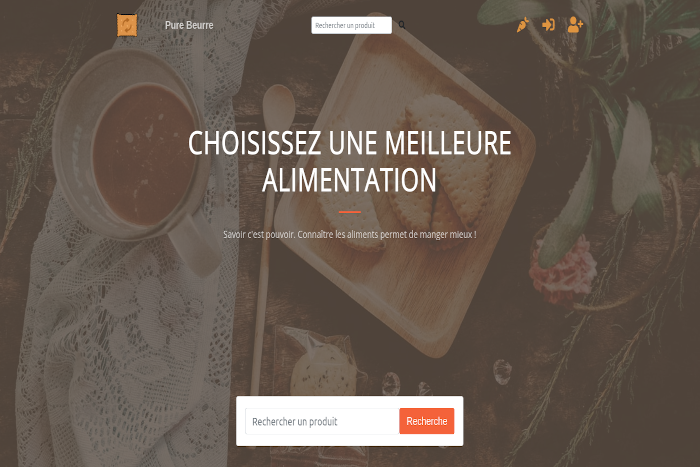 Pure Beurre
Rechercher un produit
CHOISISSEZ UNE MEILLEURE
ALIMENTATION
Savoir c'est pouvoir. Connaître les aliments permet de manger mieux !
Rechercher un produit
Recherche